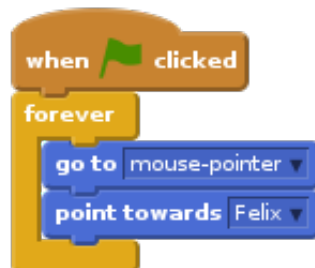 when clicked
forever
go to mouse-pointer
point towards Felix